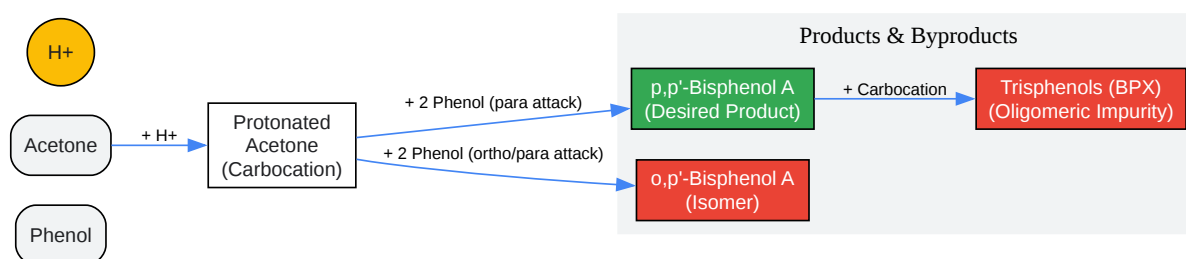 H+
Acetone
Phenol
+ H+
Protonated
Acetone
(Carbocation)
+ 2 Phenol (para attack)
+ 2 Phenol (ortho/para attack)
Products & Byproducts
p,p'-Bisphenol A
(Desired Product)
+ Carbocation
Trisphenols (BPX)
(Oligomeric Impurity)
o,p'-Bisphenol A
(Isomer)